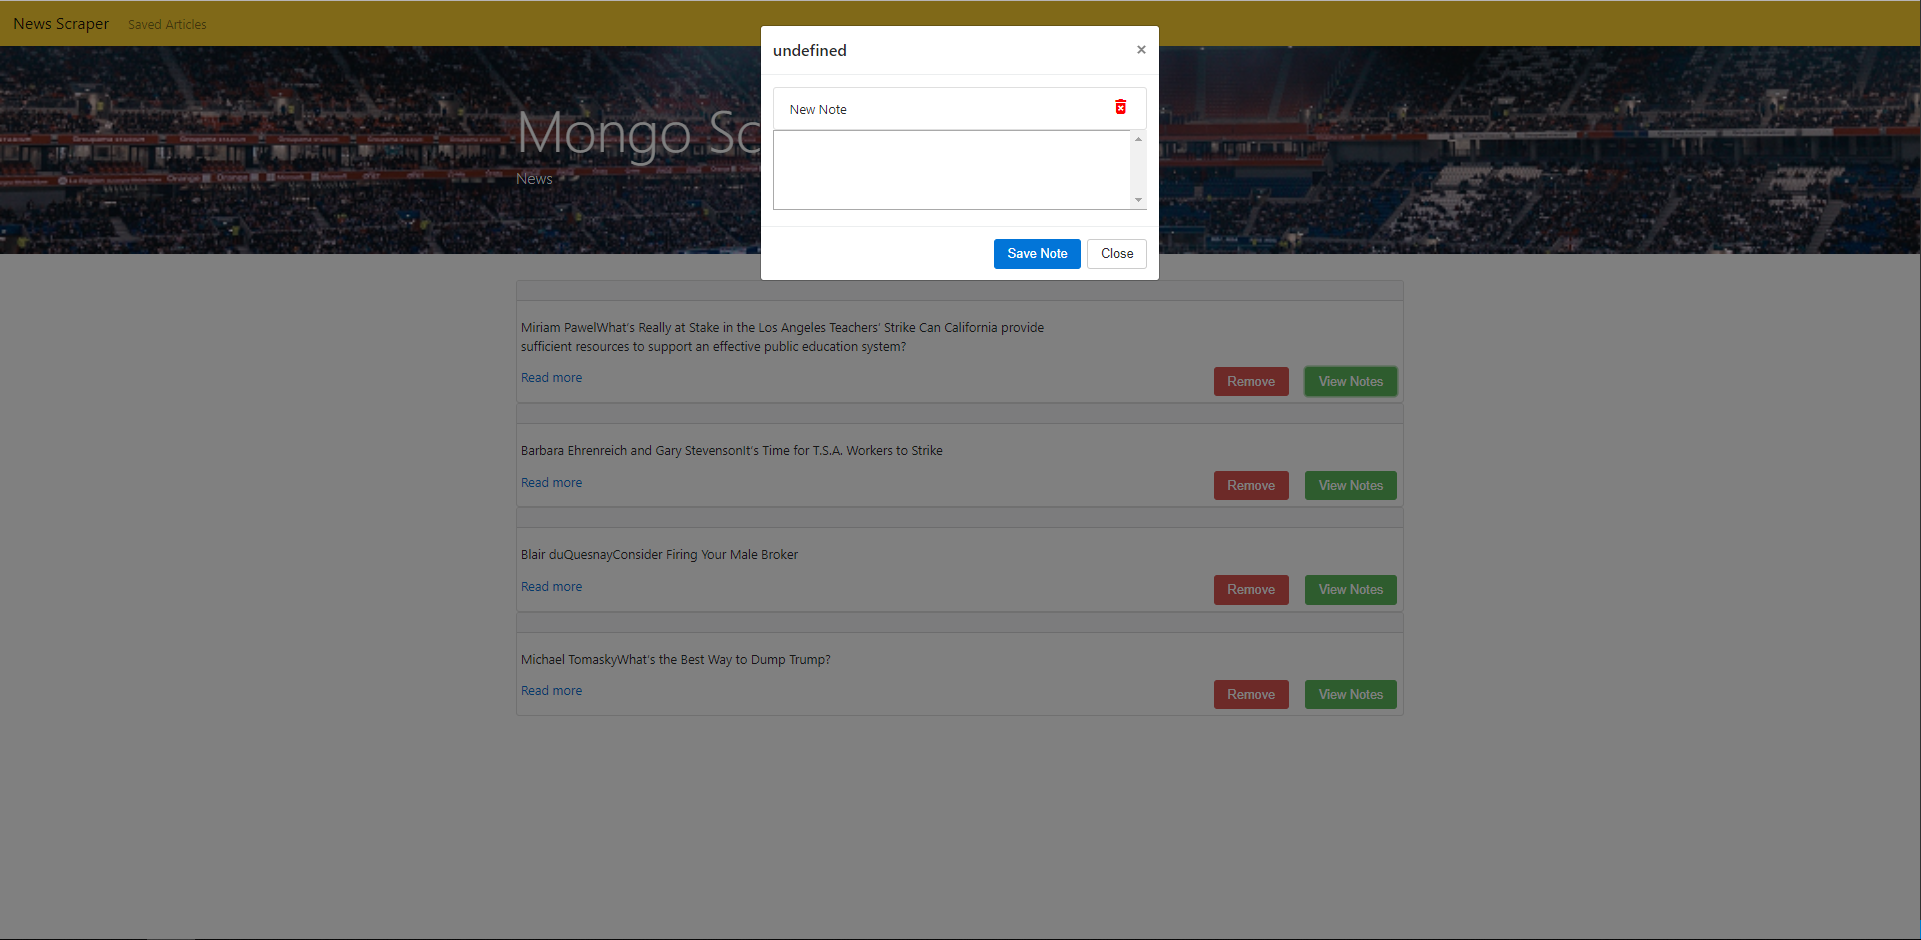 News Scraper Saved Articles
undefined ×
New Note
Mongo Sc
News
Save Note Close
Miriam PawelWhat's Really at Stake in the Los Angeles Teachers' Strike Can California provide
sufficient resources to support an effective public education system?
Read more Remove View Notes
Barbara Ehrenreich and Gary StevensonIt's Time for T.S.A. Workers to Strike
Read more Remove View Notes
Blair duQuesnayConsider Firing Your Male Broker
Read more Remove View Notes
Michael TomaskyWhat's the Best Way to Dump Trump?
Read more Remove View Notes